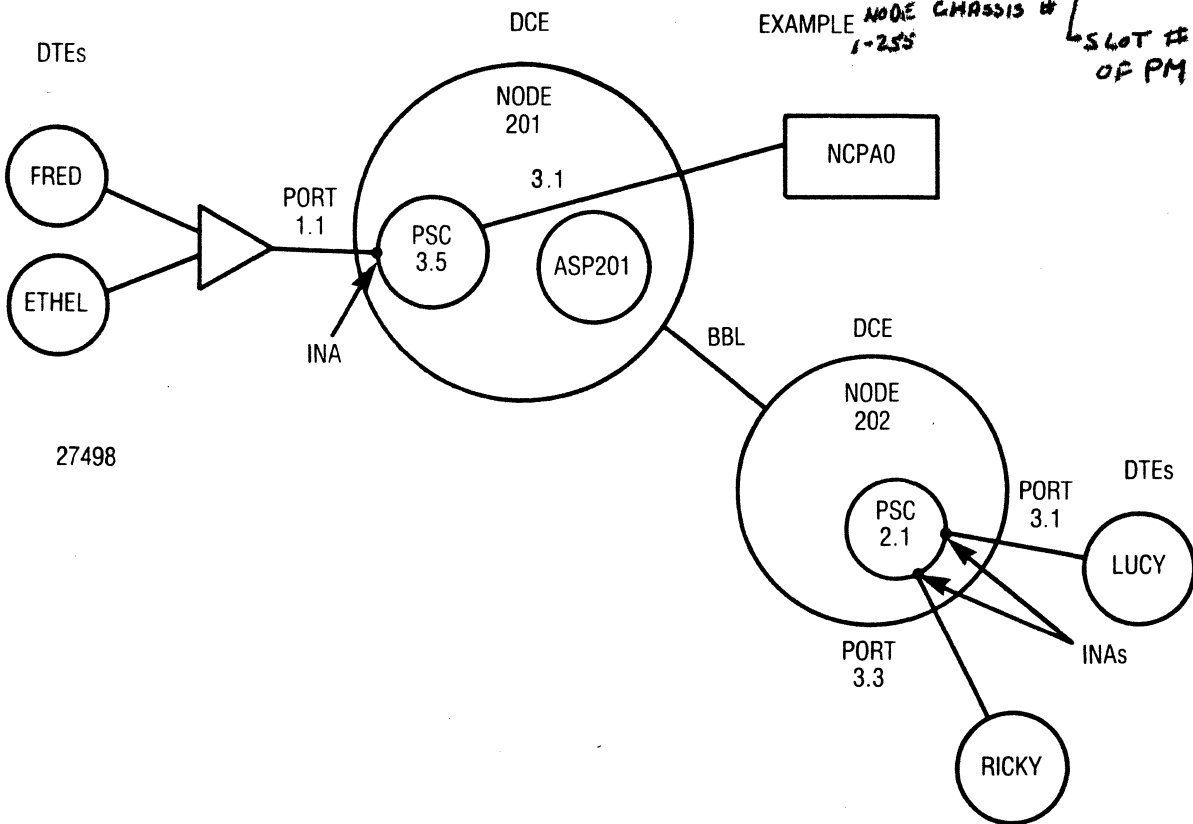 DTEs
DCE
EXAMPLE NODE CHASSIS #
1-255
SLOT #
OF PM
NODE
201
NCPA0
FRED
3.1
PORT
1.1
PSC
3.5
ASP201
ETHEL
INA
BBL
DCE
NODE
202
27498
DTEs
PORT
3.1
PSC
2.1
LUCY
INAs
PORT
3.3
RICKY